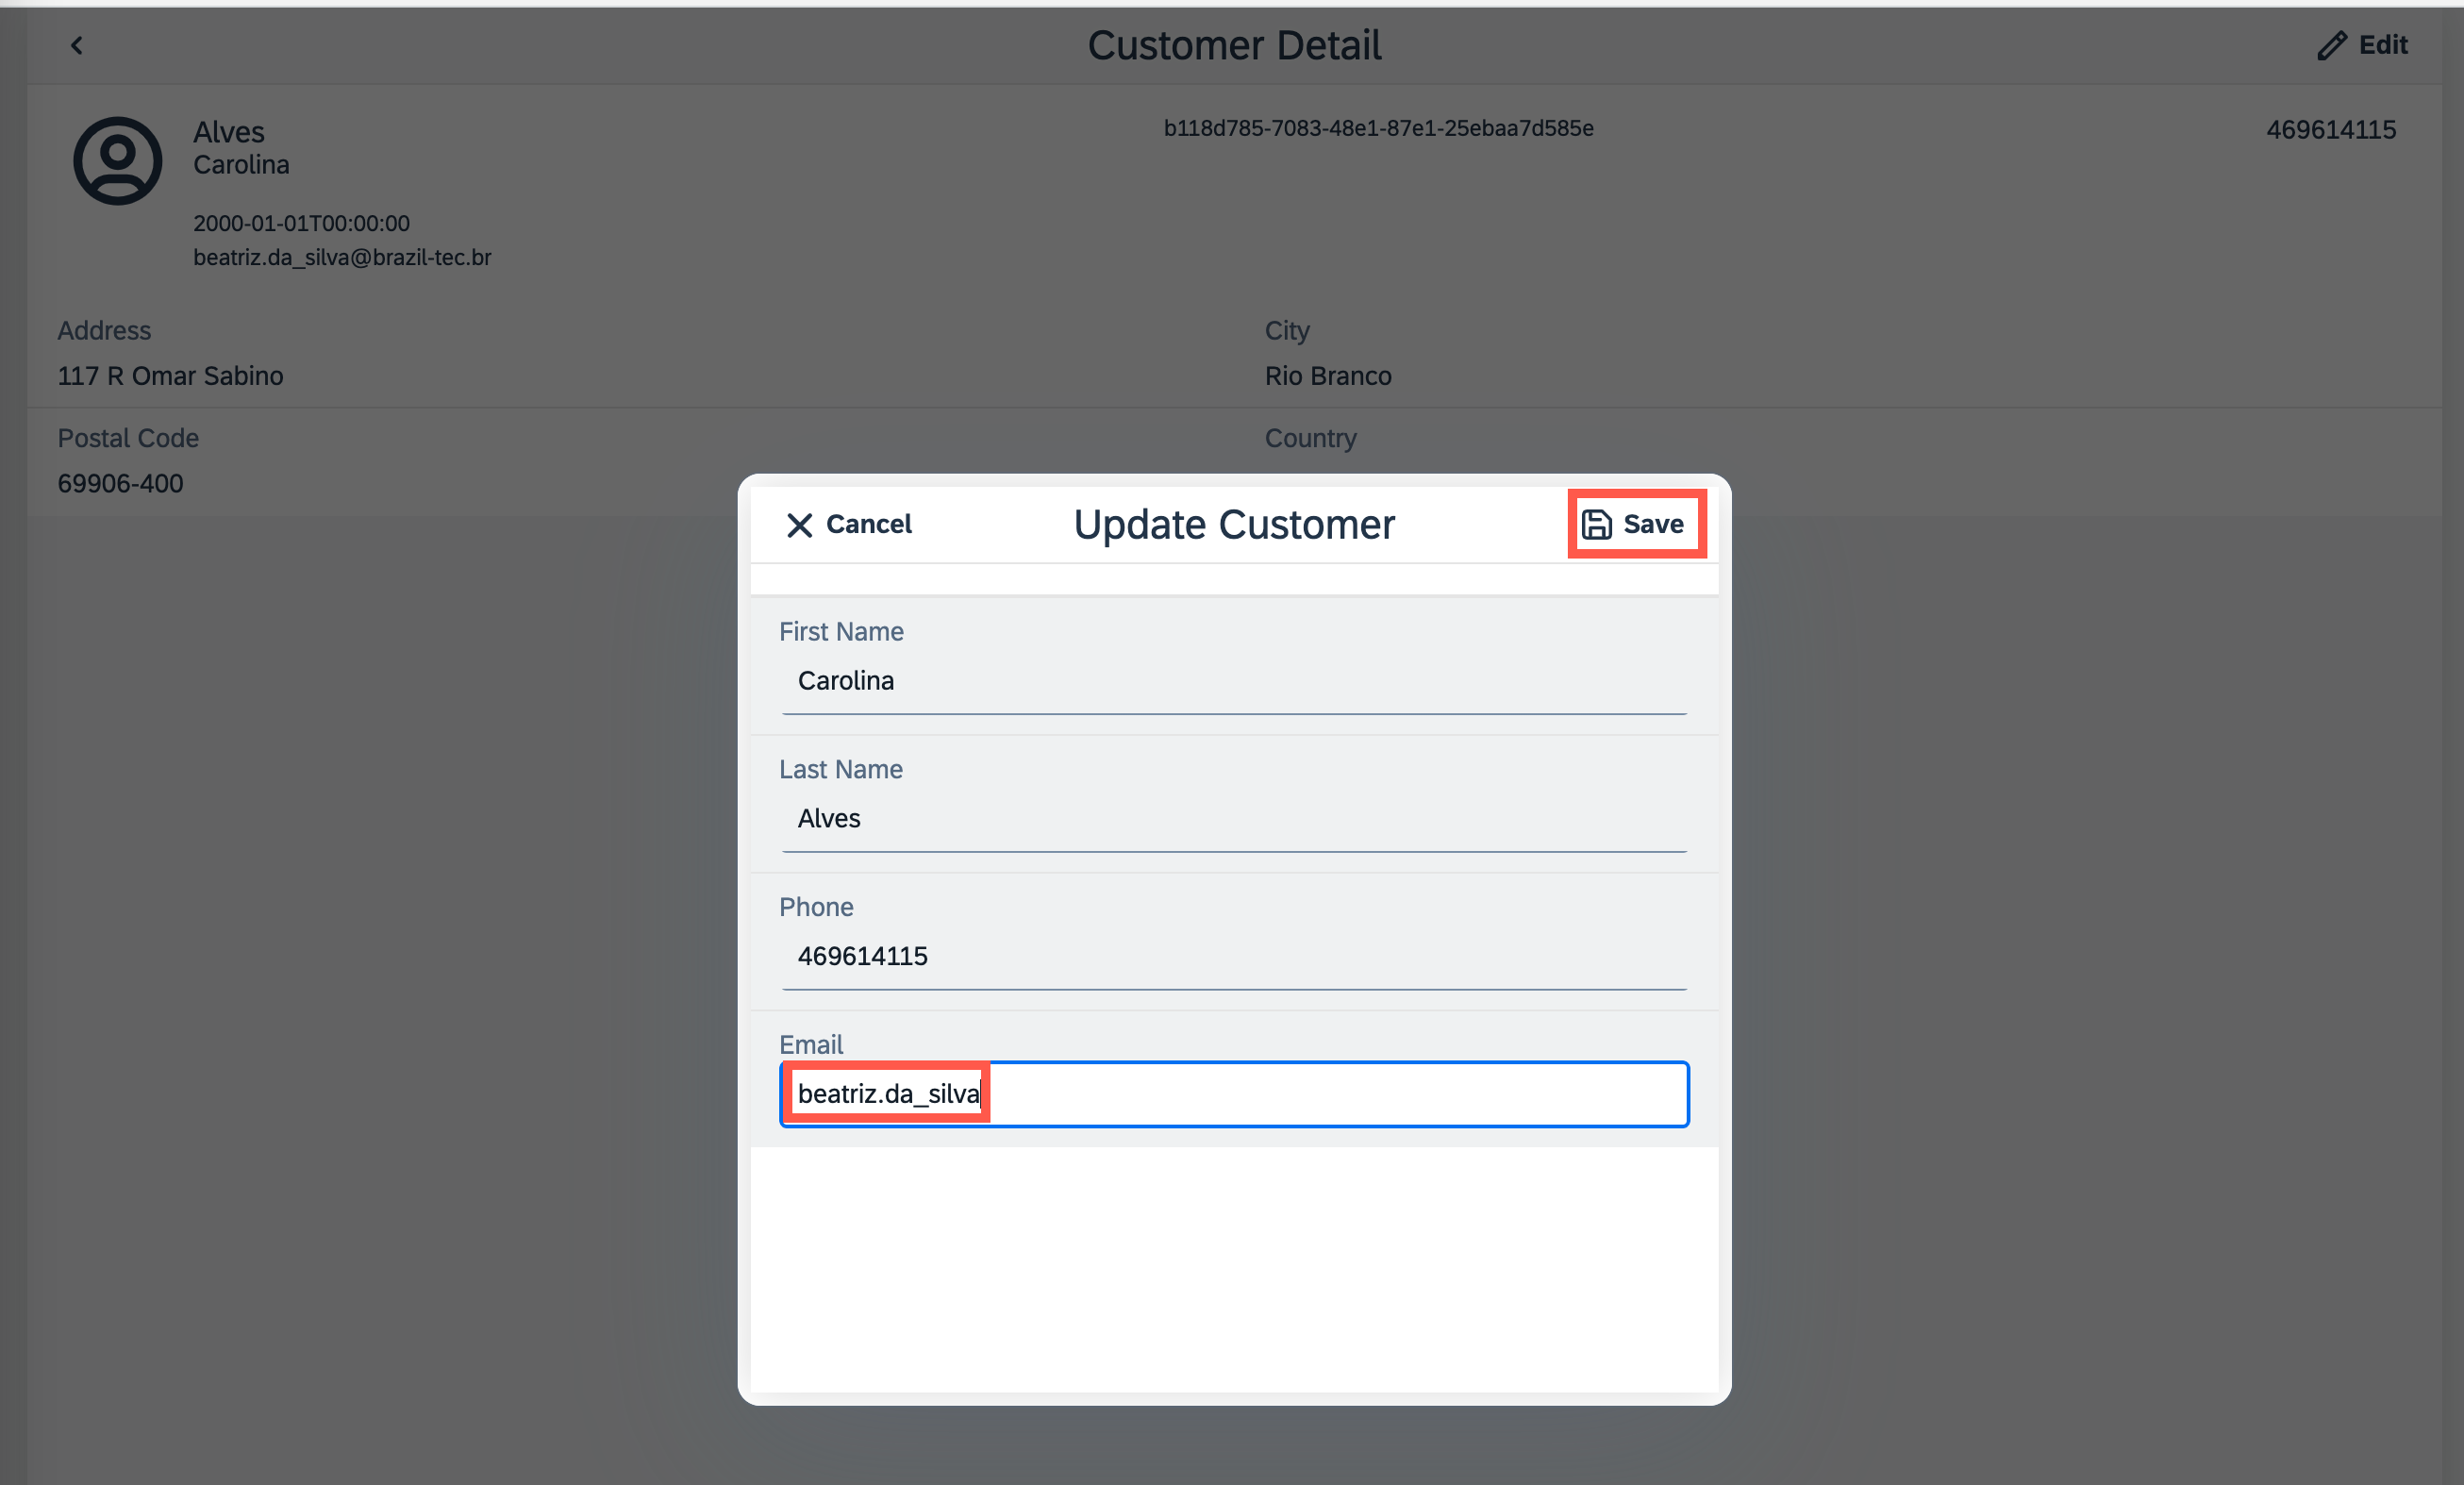 Customer Detail
Edit
Alves
Carolina
b118d785-7083-48e1-87e1-25ebaa7d585e
469614115
2000-01-01T00:00:00
beatriz.da_silva@brazil-tec.br
Address
City
117 R Omar Sabino
Rio Branco
Postal Code
Country
69906-400
Cancel
Update Customer
Save
First Name
Carolina
Last Name
Alves
Phone
469614115
Email
beatriz.da_silva